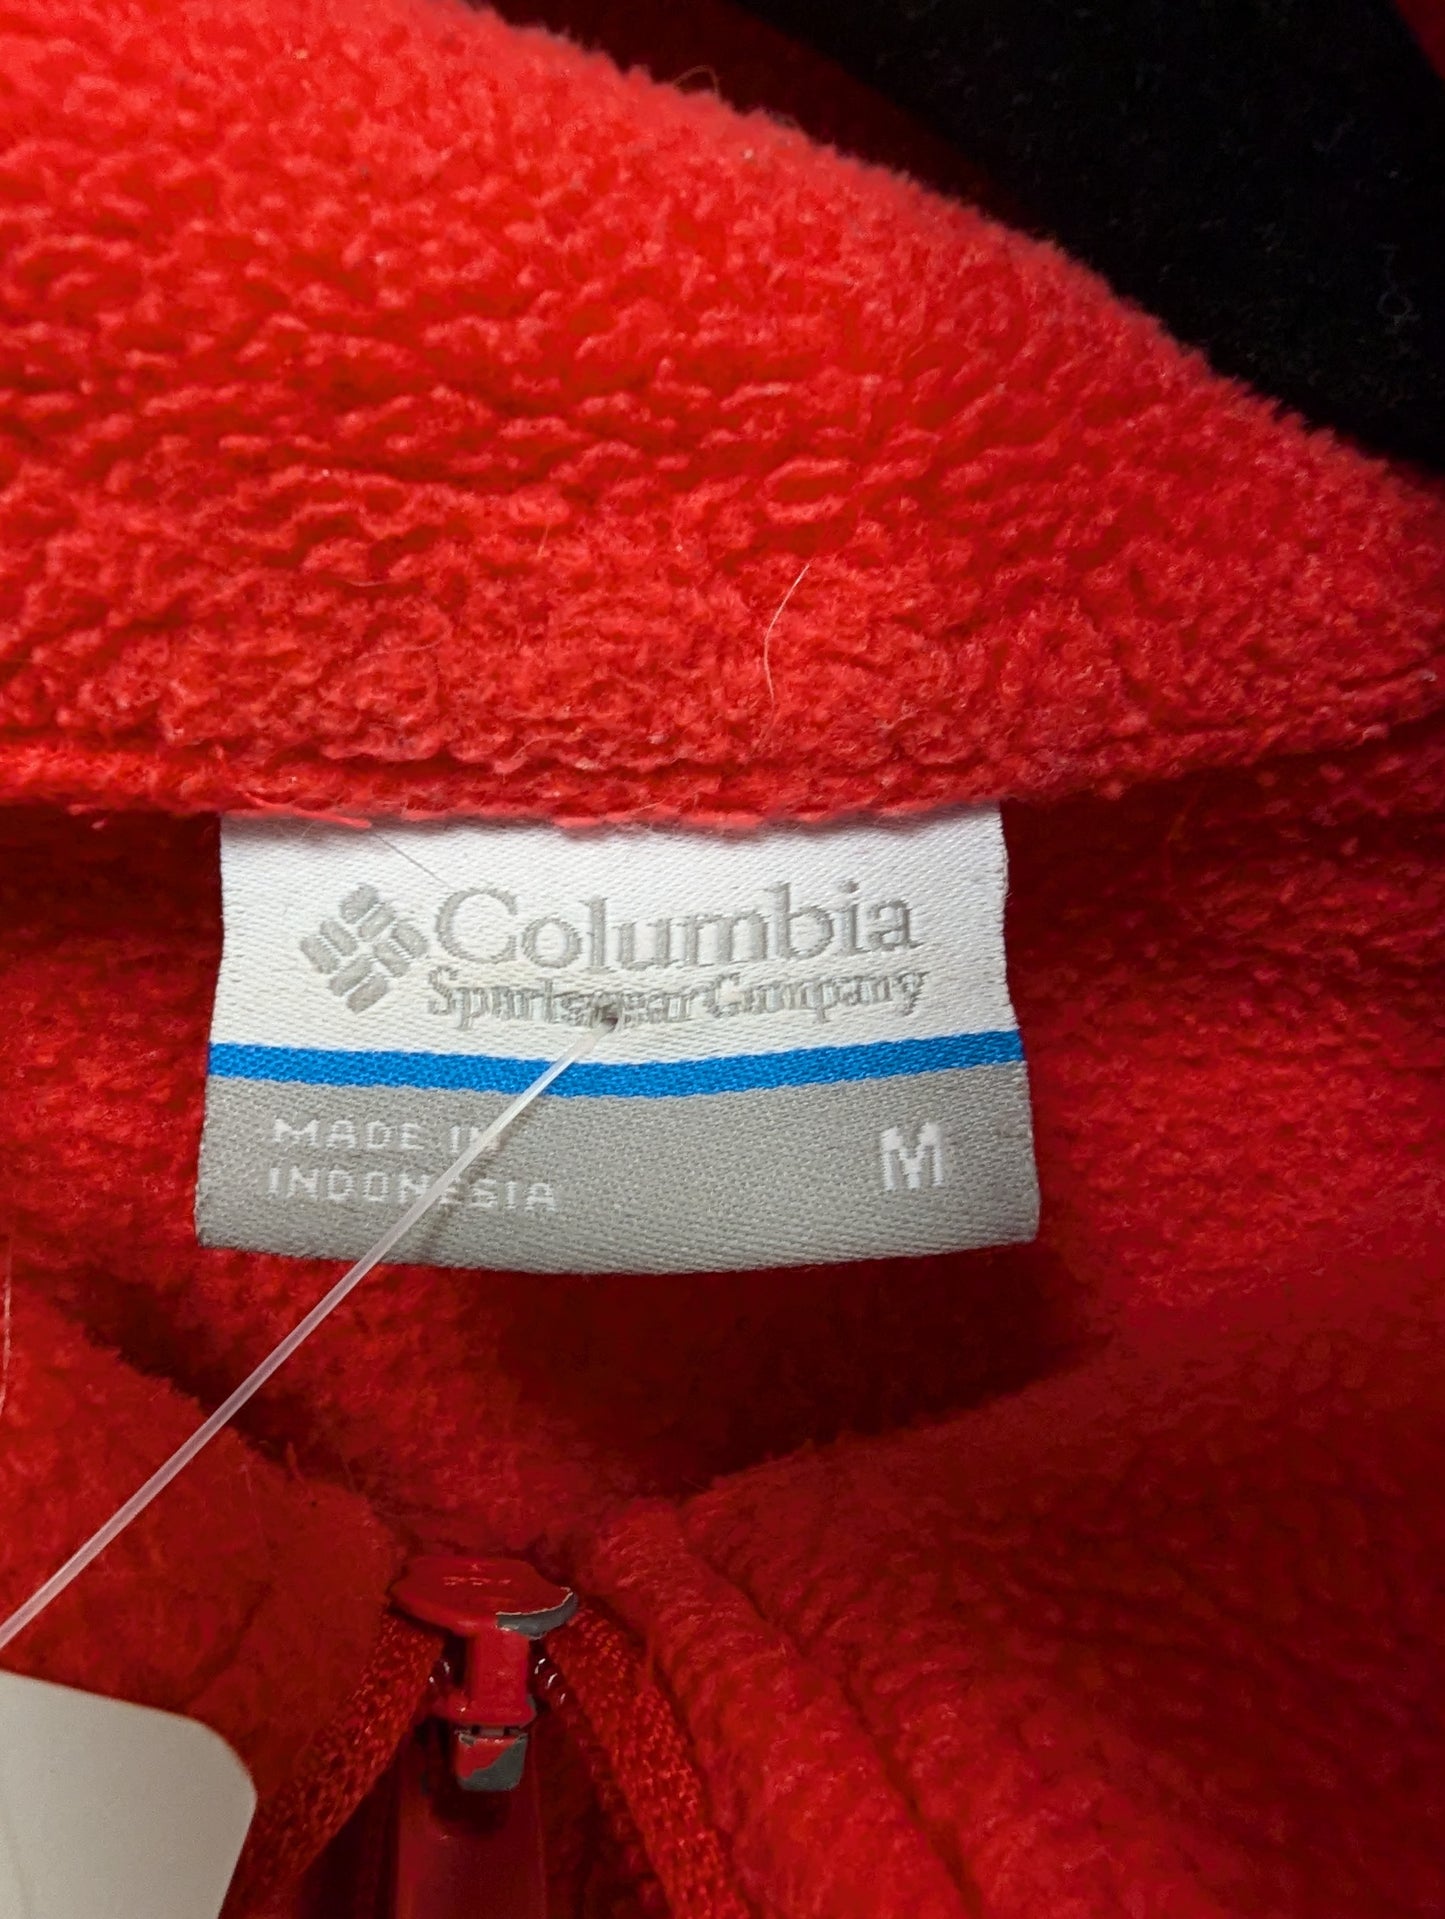 Columbia
Sportswear Company
MADE IN
INDONESIA
M